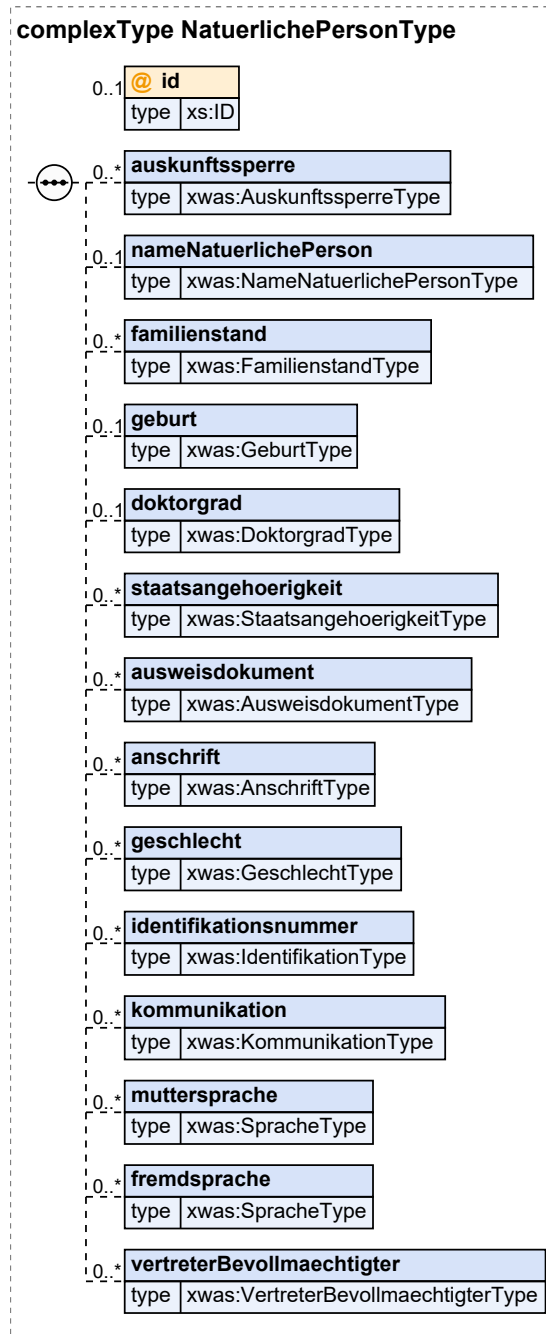 complexType NatuerlichePersonType
0..1 @ id
type xs:ID
0..* auskunftssperre
type xwas:AuskunftssperreType
0..1 nameNatuerlichePerson
type xwas:NameNatuerlichePersonType
0..* familienstand
type xwas:FamilienstandType
0..1 geburt
type xwas:GeburtType
0..1 doktorgrad
type xwas:DoktorgradType
0..* staatsangehoerigkeit
type xwas:StaatsangehoerigkeitType
0..* ausweisdokument
type xwas:AusweisdokumentType
0..* anschrift
type xwas:AnschriftType
0..* geschlecht
type xwas:GeschlechtType
0..* identifikationsnummer
type xwas:IdentifikationType
0..* kommunikation
type xwas:KommunikationType
0..* muttersprache
type xwas:SpracheType
0..* fremdsprache
type xwas:SpracheType
0..* vertreterBevollmaechtigter
type xwas:VertreterBevollmaechtigterType